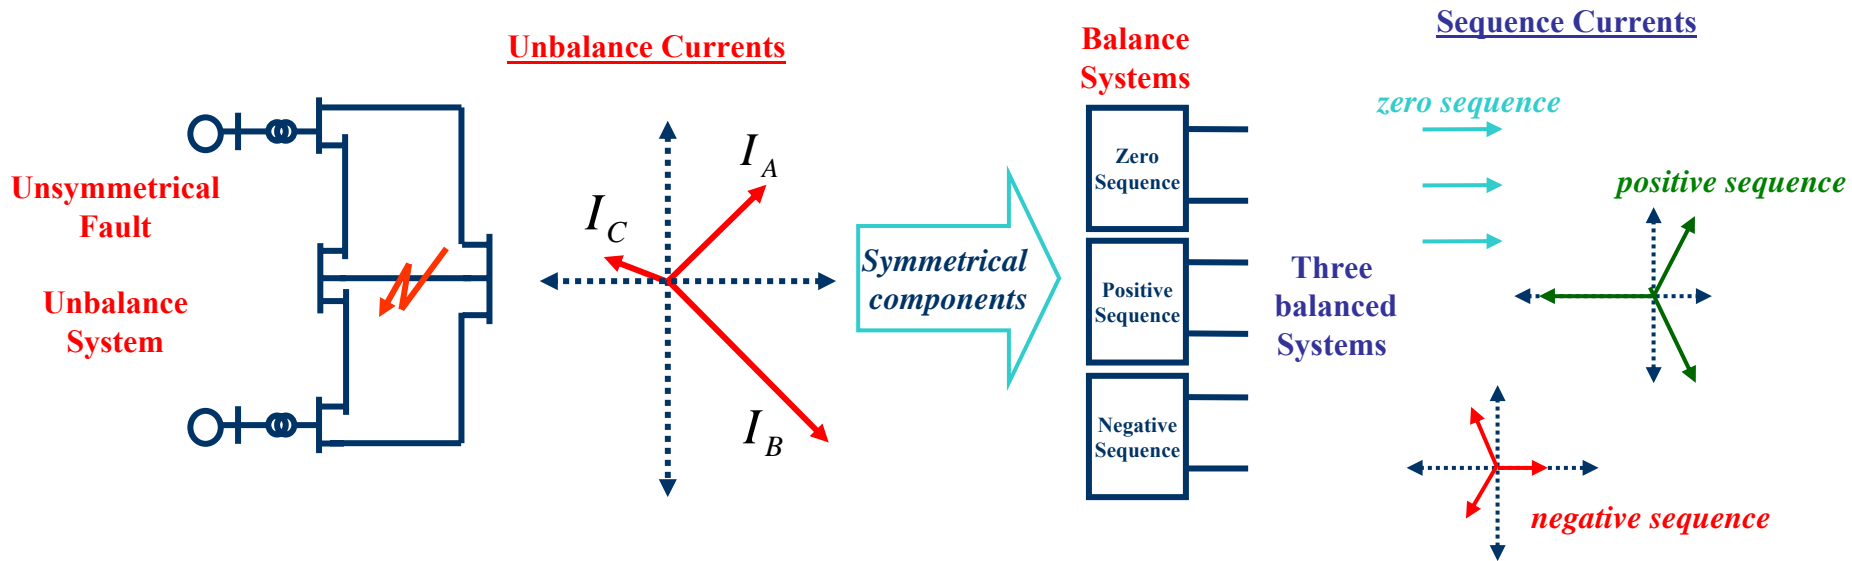 Unsymmetrical
Fault
Unbalance
System
Unbalance Currents
I A
I C
I B
Symmetrical
components
Balance
Systems
Zero
Sequence
Positive
Sequence
Negative
Sequence
Three
balanced
Systems
Sequence Currents
zero sequence
positive sequence
negative sequence